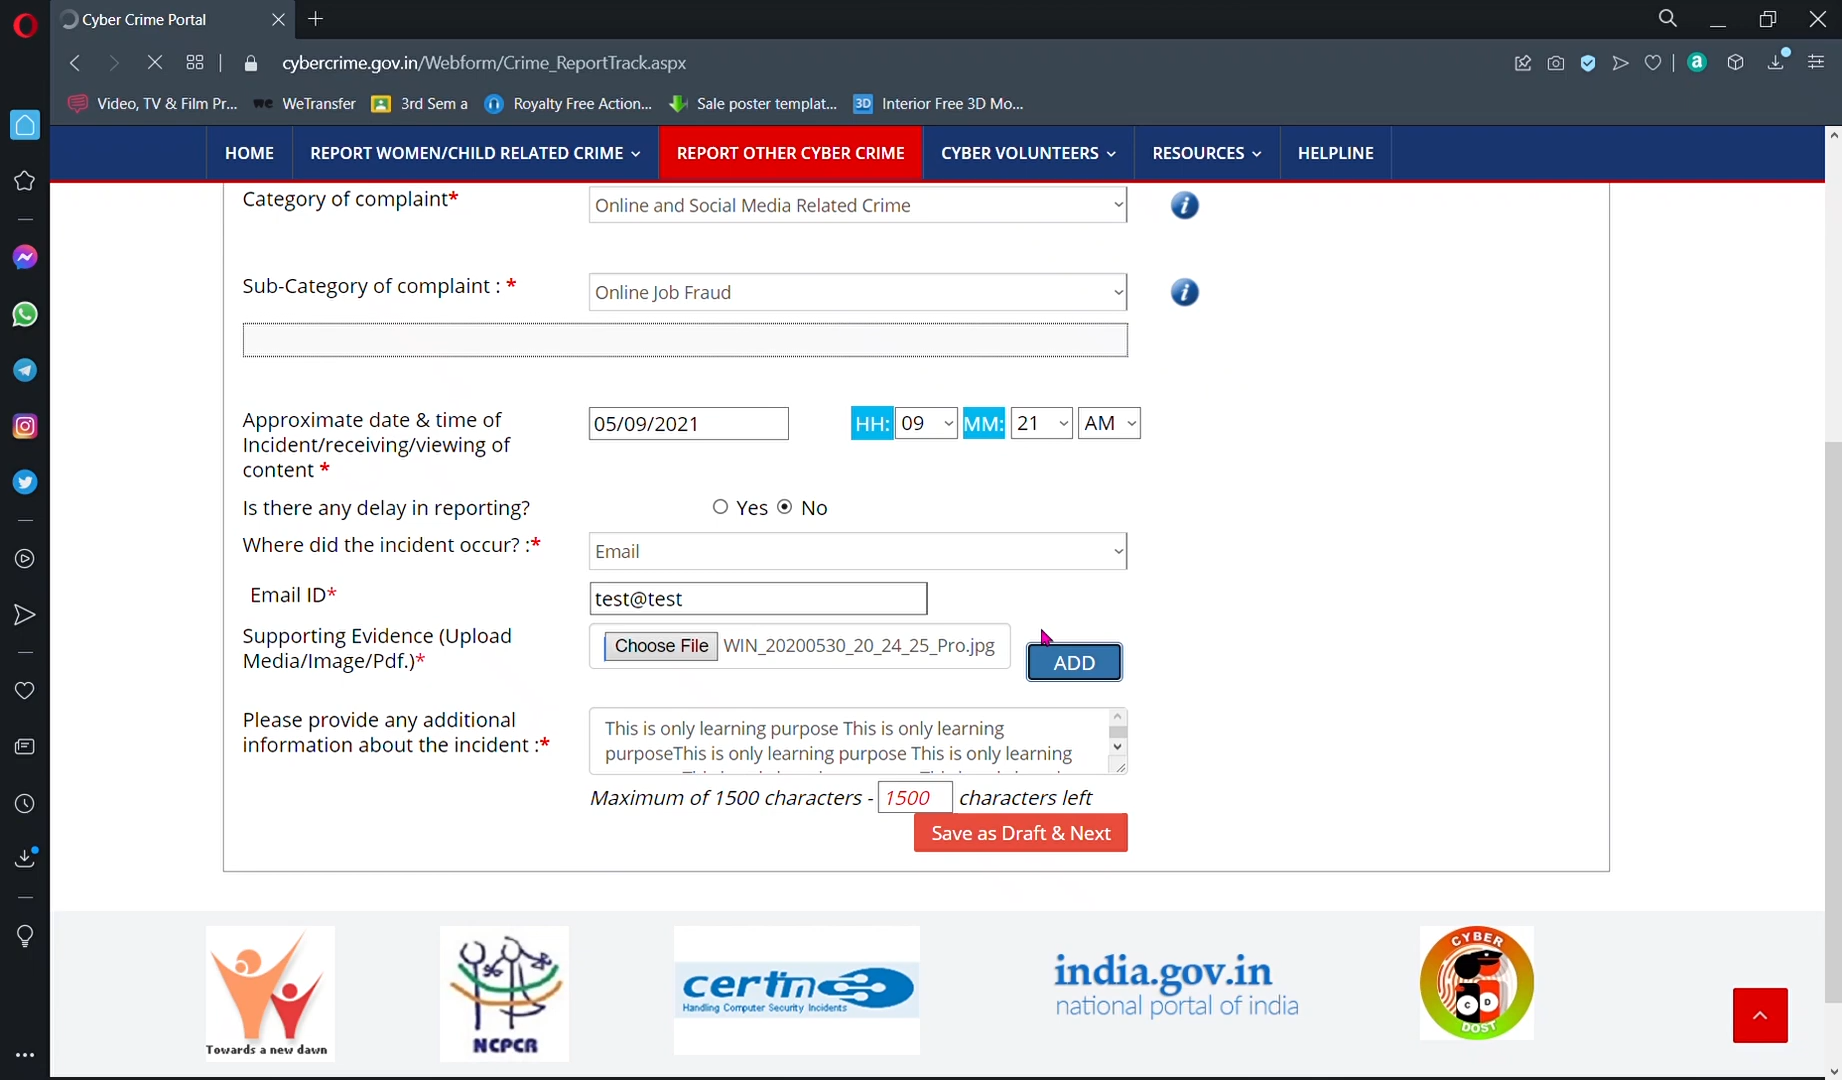 Cyber Crime Portal
cybercrime.gov.in/Webform/Crime_ReportTrack.aspx
Video, TV & Film Pr... WeTransfer 3rd Sem a Royalty Free Action... Sale poster templat... 3D Interior Free 3D Mo...
HOME REPORT WOMEN/CHILD RELATED CRIME REPORT OTHER CYBER CRIME CYBER VOLUNTEERS RESOURCES HELPLINE
Category of complaint* Online and Social Media Related Crime
Sub-Category of complaint : * Online Job Fraud
Approximate date & time of
Incident/receiving/viewing of
content *
05/09/2021 HH: 09 MM: 21 AM
Is there any delay in reporting? Yes No
Where did the incident occur? :* Email
Email ID* test@test
Supporting Evidence (Upload
Media/Image/Pdf.)*
Choose File WIN_20200530_20_24_25_Pro.jpg ADD
Please provide any additional
information about the incident :*
This is only learning purpose This is only learning
purposeThis is only learning purpose This is only learning
Maximum of 1500 characters - 1500 characters left
Save as Draft & Next
Towards a new dawn
NCPCR
certin
Handling Computer Security Incidents
india.gov.in
national portal of india
CYBER
C D
DOST